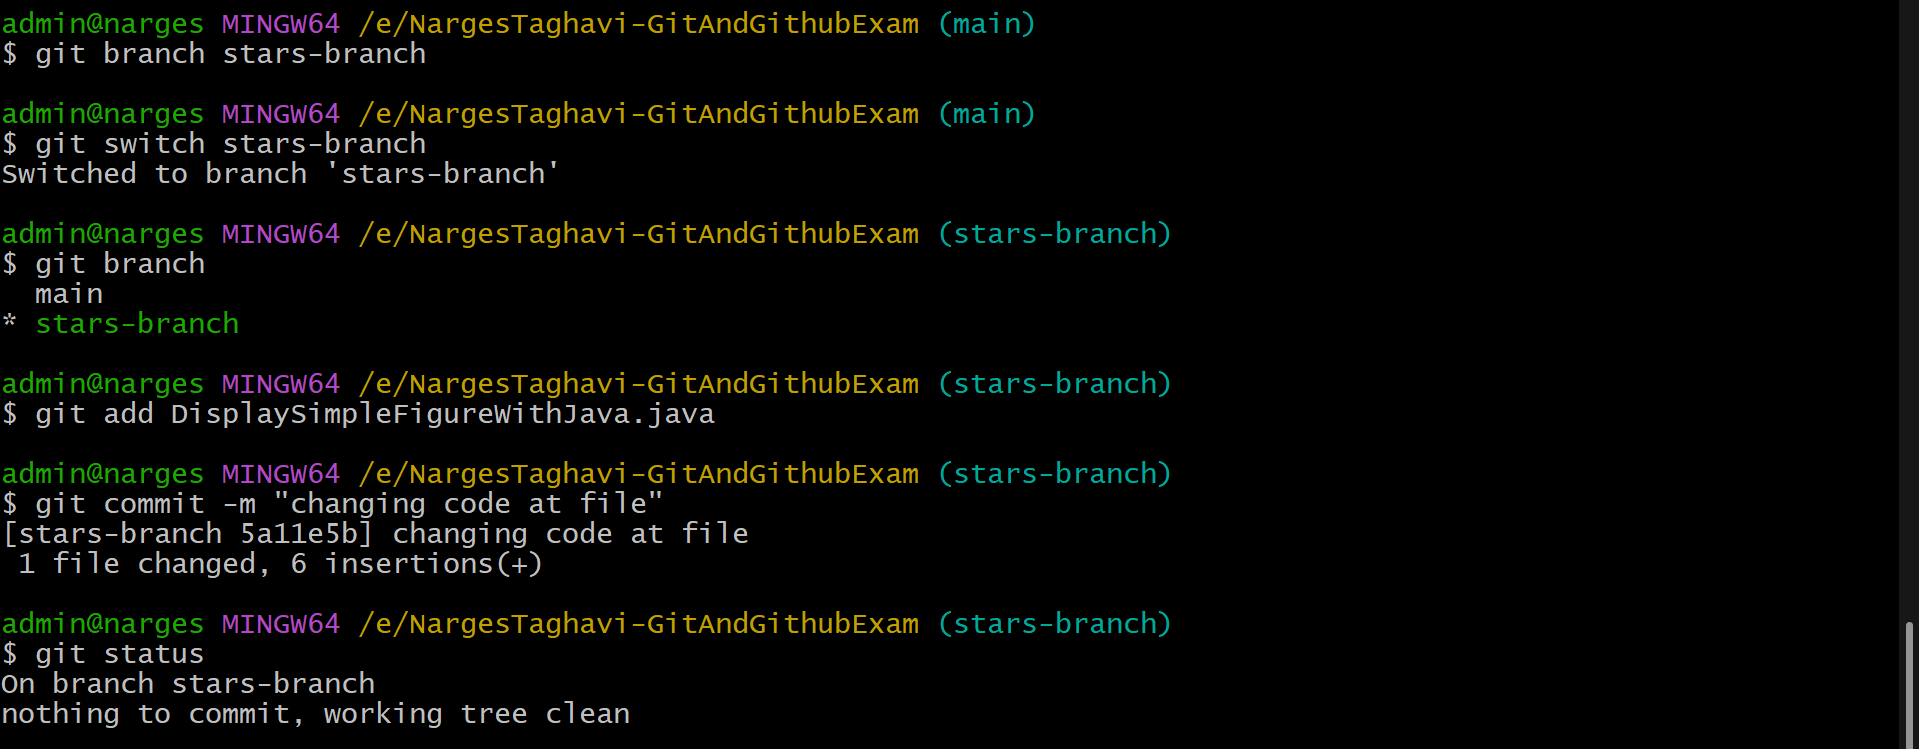 admin@narges MINGW64 /e/NargesTaghavi-GitAndGithubExam (main)
$ git branch stars-branch
admin@narges MINGW64 /e/NargesTaghavi-GitAndGithubExam (main)
$ git switch stars-branch
Switched to branch 'stars-branch'
admin@narges MINGW64 /e/NargesTaghavi-GitAndGithubExam (stars-branch)
$ git branch
  main
* stars-branch
admin@narges MINGW64 /e/NargesTaghavi-GitAndGithubExam (stars-branch)
$ git add DisplaySimpleFigureWithJava.java
admin@narges MINGW64 /e/NargesTaghavi-GitAndGithubExam (stars-branch)
$ git commit -m "changing code at file"
[stars-branch 5a11e5b] changing code at file
 1 file changed, 6 insertions(+)
admin@narges MINGW64 /e/NargesTaghavi-GitAndGithubExam (stars-branch)
$ git status
On branch stars-branch
nothing to commit, working tree clean